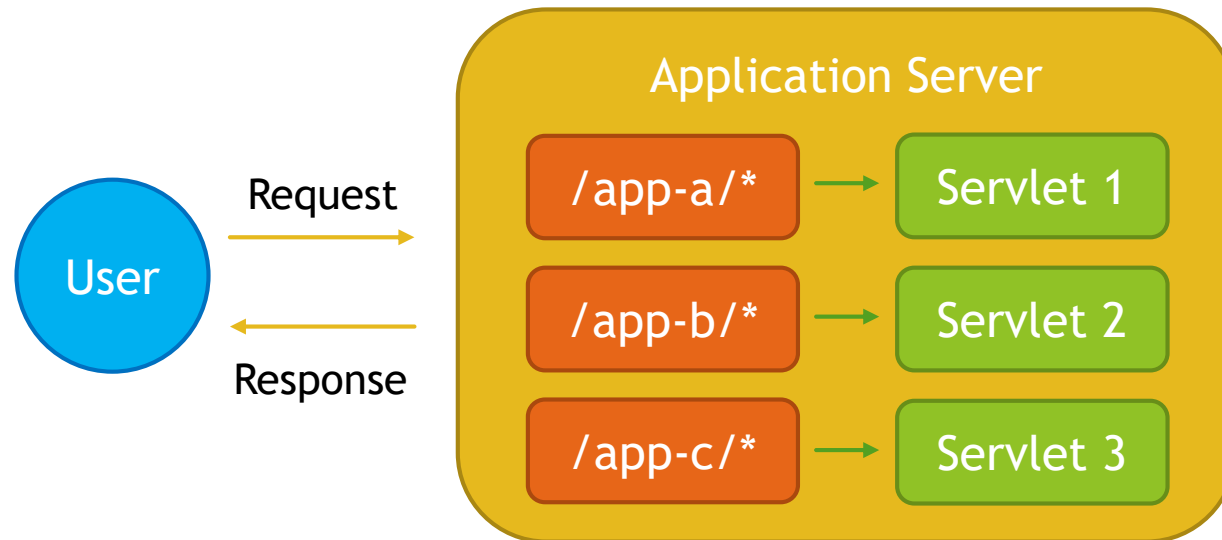 Application Server
Request
/app-a/*
Servlet 1
User
/app-b/*
Servlet 2
Response
/app-c/*
Servlet 3